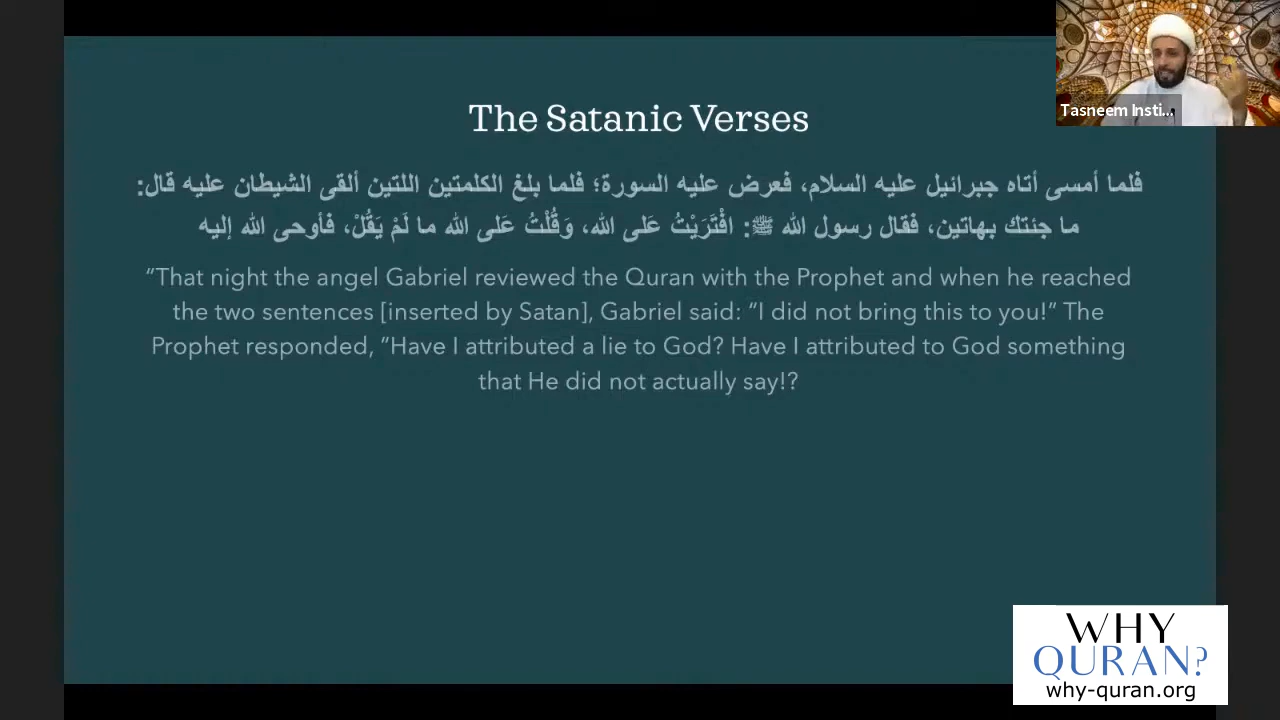 Tasneem Insti...
The Satanic Verses
فلما أمسى أتاه جبرائيل عليه السلام، فعرض عليه السورة؛ فلما بلغ الكلمتين اللتين ألقى الشيطان عليه قال:
ما جئتك بهاتين، فقال رسول الله ﷺ: افْتَرَيْتُ عَلى الله، وَقُلْتُ عَلى الله ما لَمْ يَقُلْ، فأوحى الله إليه
“That night the angel Gabriel reviewed the Quran with the Prophet and when he reached
the two sentences [inserted by Satan], Gabriel said: “I did not bring this to you!” The
Prophet responded, “Have I attributed a lie to God? Have I attributed to God something
that He did not actually say!?
WHY
QURAN?
why-quran.org